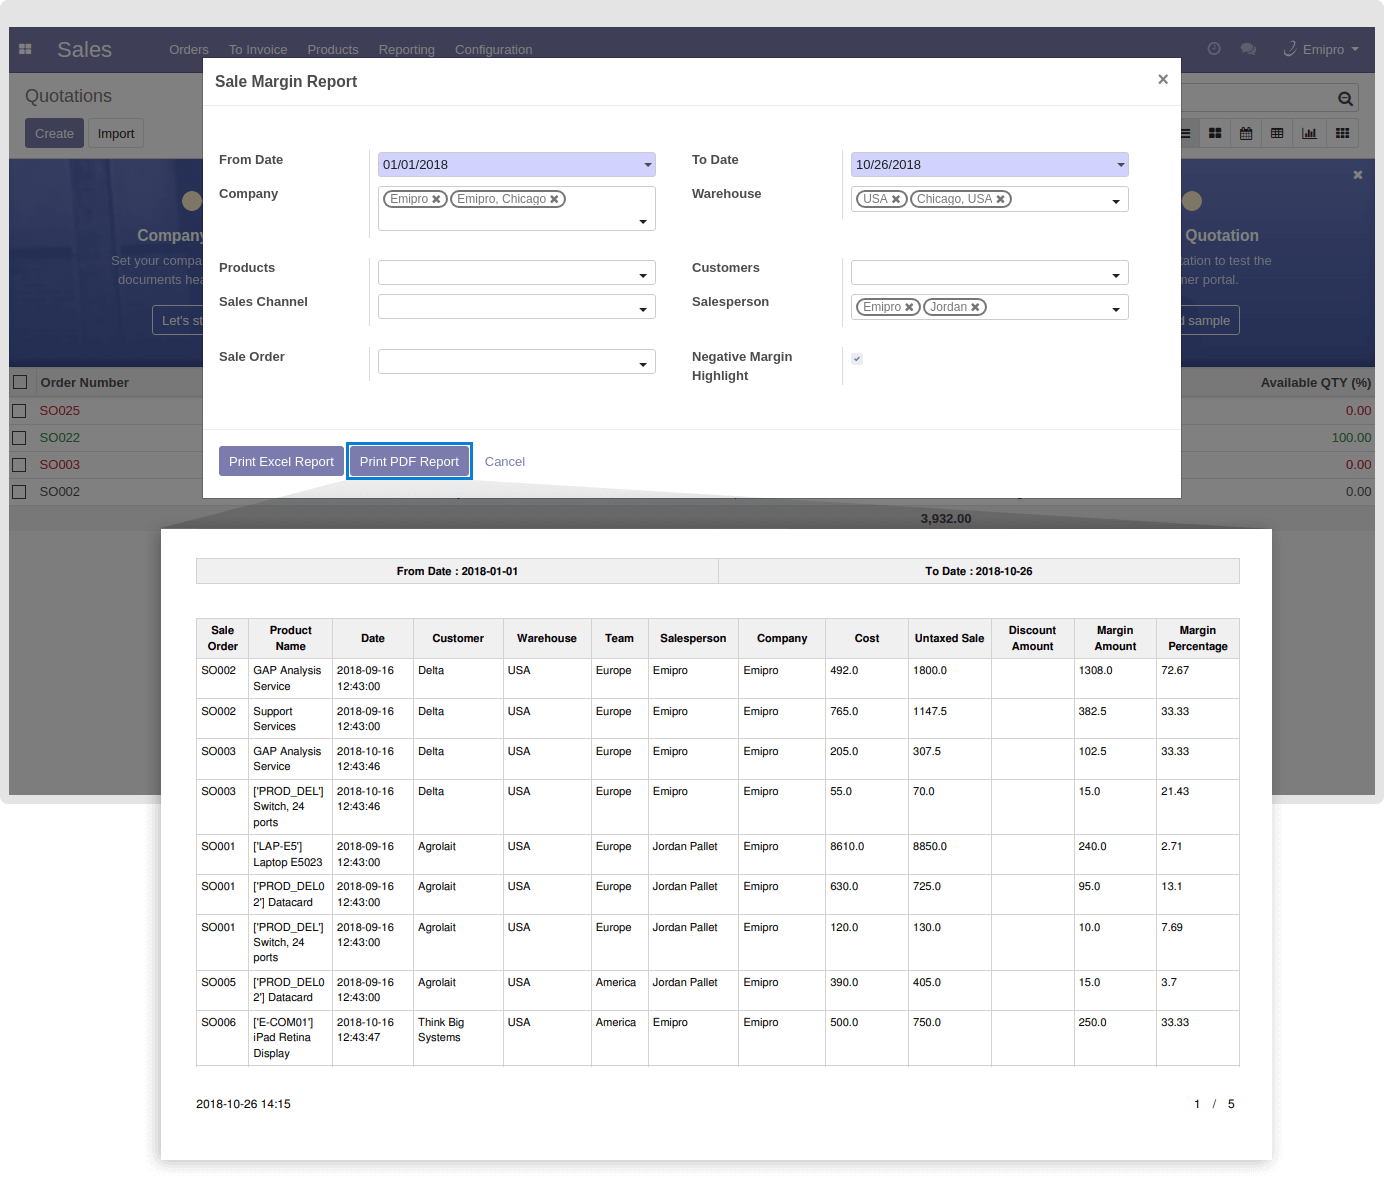 Sales Orders To Invoice Products Reporting Configuration Emipro
Sale Margin Report ×
Quotations
Create Import
From Date 01/01/2018 To Date 10/26/2018
Company Emipro ✖ Emipro, Chicago ✖ Warehouse USA ✖ Chicago, USA ✖
Company
Quotation
Set your compa
ation to test the
documents hea
mer portal.
Products Customers
Sales Channel Salesperson Emipro ✖ Jordan ✖
Let's st
d sample
Sale Order Negative Margin
Highlight
Order Number Available QTY (%)
SO025 0.00
SO022 100.00
SO003 0.00
SO002 0.00
Print Excel Report Print PDF Report Cancel
3,932.00
From Date : 2018-01-01 To Date : 2018-10-26
Sale Product Discount Margin Margin
Order Name Date Customer Warehouse Team Salesperson Company Cost Untaxed Sale Amount Amount Percentage
SO002 GAP Analysis 2018-09-16 Delta USA Europe Emipro Emipro 492.0 1800.0 1308.0 72.67
Service 12:43:00
SO002 Support 2018-09-16 Delta USA Europe Emipro Emipro 765.0 1147.5 382.5 33.33
Services 12:43:00
SO003 GAP Analysis 2018-10-16 Delta USA Europe Emipro Emipro 205.0 307.5 102.5 33.33
Service 12:43:46
SO003 ['PROD_DEL'] 2018-10-16 Delta USA Europe Emipro Emipro 55.0 70.0 15.0 21.43
Switch, 24 12:43:46
ports
SO001 ['LAP-E5'] 2018-09-16 Agrolait USA Europe Jordan Pallet Emipro 8610.0 8850.0 240.0 2.71
Laptop E5023 12:43:00
SO001 ['PROD_DEL0 2018-09-16 Agrolait USA Europe Jordan Pallet Emipro 630.0 725.0 95.0 13.1
2'] Datacard 12:43:00
SO001 ['PROD_DEL'] 2018-09-16 Agrolait USA Europe Jordan Pallet Emipro 120.0 130.0 10.0 7.69
Switch, 24 12:43:00
ports
SO005 ['PROD_DEL0 2018-09-16 Agrolait USA America Jordan Pallet Emipro 390.0 405.0 15.0 3.7
2'] Datacard 12:43:00
SO006 ['E-COM01'] 2018-10-16 Think Big USA America Emipro Emipro 500.0 750.0 250.0 33.33
iPad Retina 12:43:47 Systems
Display
2018-10-26 14:15 1 / 5